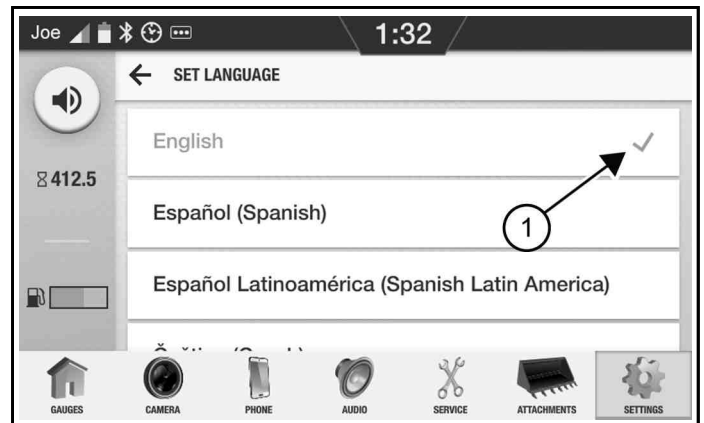 Joe 1:32
SET LANGUAGE
English
412.5
1
Español (Spanish)
Español Latinoamérica (Spanish Latin America)
GAUGES CAMERA PHONE AUDIO SERVICE ATTACHMENTS SETTINGS